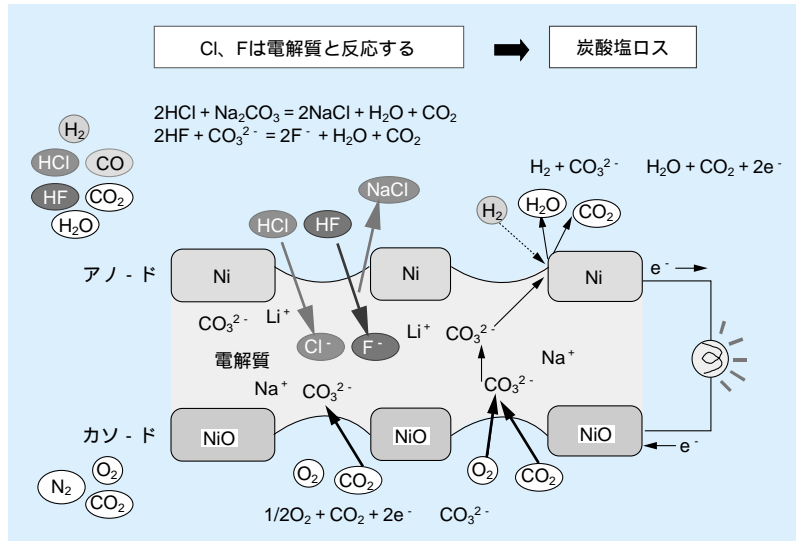 Cl、Fは電解質と反応する
炭酸塩ロス
2HCl + Na₂CO₃ = 2NaCl + H₂O + CO₂
2HF + CO₃²⁻ = 2F⁻ + H₂O + CO₂
H₂
HCl CO
HF CO₂
H₂O
H₂ + CO₃²⁻ H₂O + CO₂ + 2e⁻
NaCl
HCl HF
H₂ H₂O CO₂
アノ-ド Ni Ni Ni e⁻
CO₃²⁻ Li⁺ Li⁺ CO₃²⁻
Cl⁻ F⁻
電解質 Na⁺
Na⁺ CO₃²⁻ CO₃²⁻
カソ-ド NiO NiO NiO e⁻
N₂ O₂ CO₂
O₂ CO₂ O₂ CO₂
1/2O₂ + CO₂ + 2e⁻ CO₃²⁻